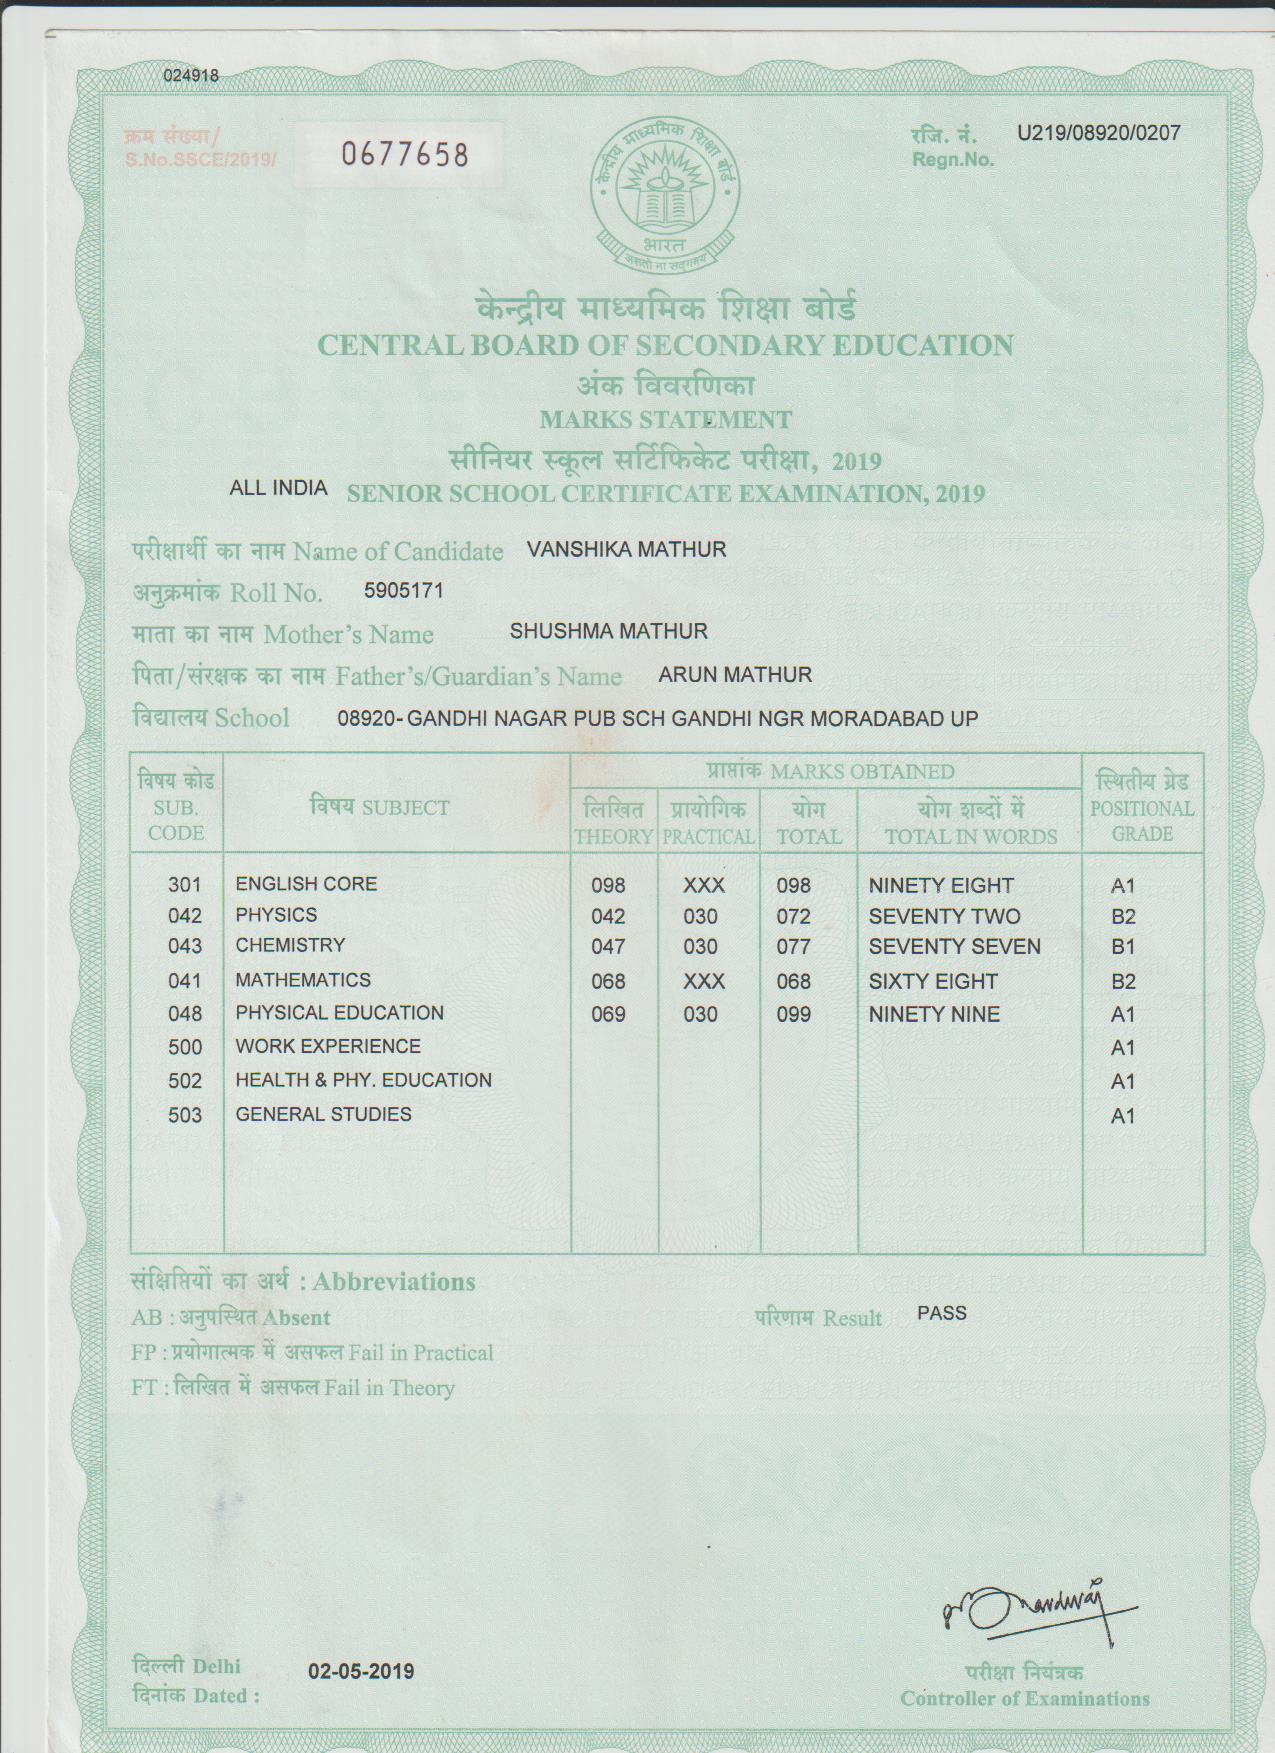 024918
क्रम संख्या/
S.No.SSCE/2019/ 0677658
रजि. नं. U219/08920/0207
Regn.No.
केन्द्रीय माध्यमिक शिक्षा बोर्ड
भारत
असतो मा सद्गमय
केन्द्रीय माध्यमिक शिक्षा बोर्ड
CENTRAL BOARD OF SECONDARY EDUCATION
अंक विवरणिका
MARKS STATEMENT
सीनियर स्कूल सर्टिफिकेट परीक्षा, 2019
ALL INDIA SENIOR SCHOOL CERTIFICATE EXAMINATION, 2019
परीक्षार्थी का नाम Name of Candidate VANSHIKA MATHUR
अनुक्रमांक Roll No. 5905171
माता का नाम Mother's Name SHUSHMA MATHUR
पिता/संरक्षक का नाम Father's/Guardian's Name ARUN MATHUR
विद्यालय School 08920- GANDHI NAGAR PUB SCH GANDHI NGR MORADABAD UP
विषय कोड SUB. CODE विषय SUBJECT प्राप्तांक MARKS OBTAINED स्थितीय ग्रेड POSITIONAL GRADE
लिखित प्रायोगिक योग योग शब्दों में
THEORY PRACTICAL TOTAL TOTAL IN WORDS
301 ENGLISH CORE 098 XXX 098 NINETY EIGHT A1
042 PHYSICS 042 030 072 SEVENTY TWO B2
043 CHEMISTRY 047 030 077 SEVENTY SEVEN B1
041 MATHEMATICS 068 XXX 068 SIXTY EIGHT B2
048 PHYSICAL EDUCATION 069 030 099 NINETY NINE A1
500 WORK EXPERIENCE A1
502 HEALTH & PHY. EDUCATION A1
503 GENERAL STUDIES A1
संक्षिप्तियों का अर्थ : Abbreviations
AB : अनुपस्थित Absent
परिणाम Result PASS
FP : प्रयोगात्मक में असफल Fail in Practical
FT : लिखित में असफल Fail in Theory
दिल्ली Delhi
दिनांक Dated : 02-05-2019
परीक्षा नियंत्रक
Controller of Examinations